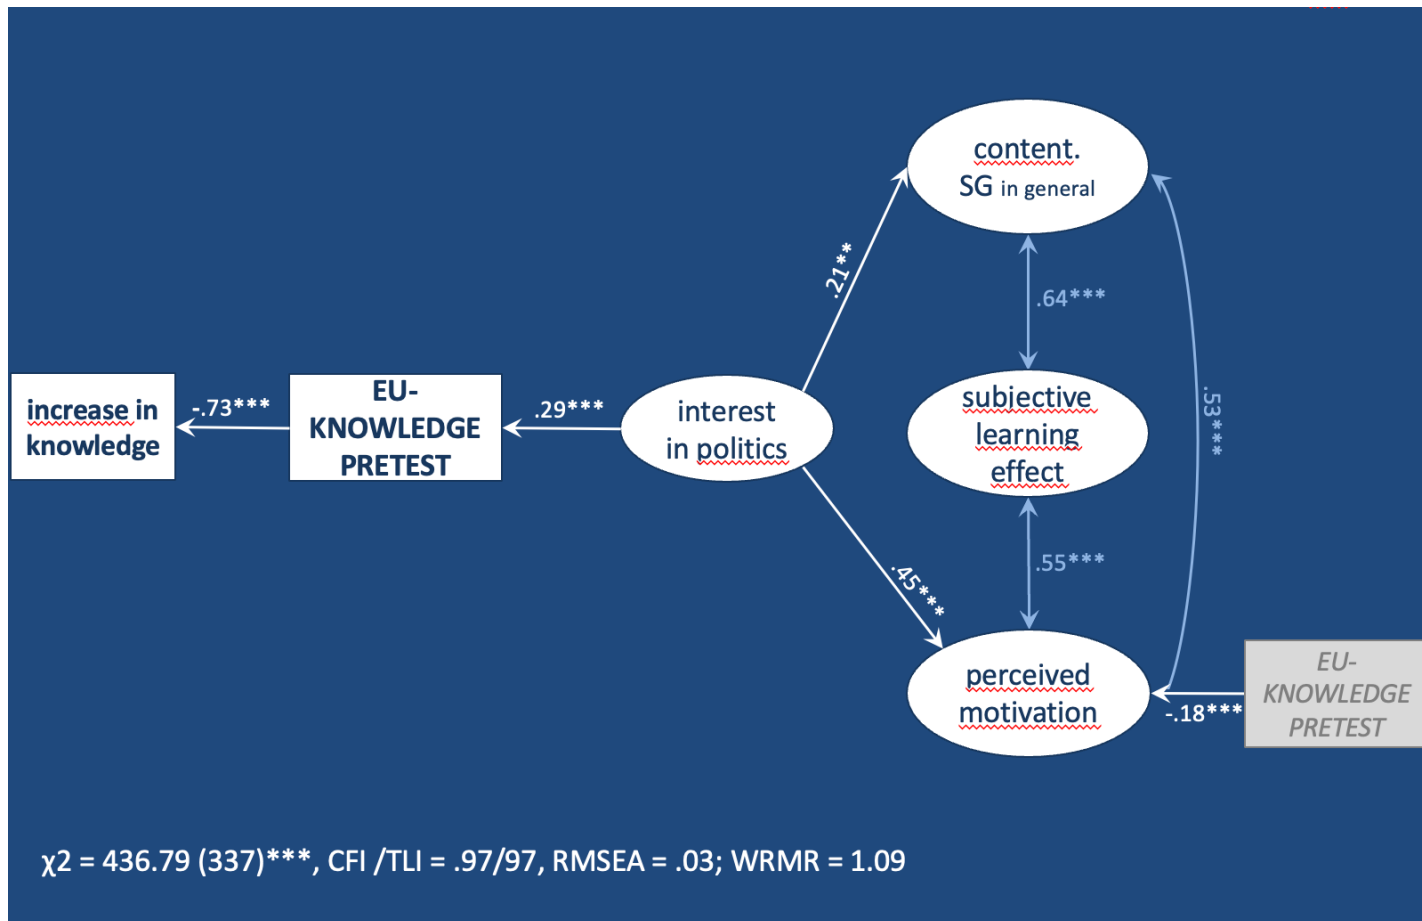 content.
SG in general
.21**
.64***
increase in
knowledge
-.73***
EU-
KNOWLEDGE
PRETEST
.29***
interest
in politics
subjective
learning
effect
.53***
.45***
.55***
perceived
motivation
-.18***
EU-
KNOWLEDGE
PRETEST
χ2 = 436.79 (337)***, CFI /TLI = .97/97, RMSEA = .03; WRMR = 1.09